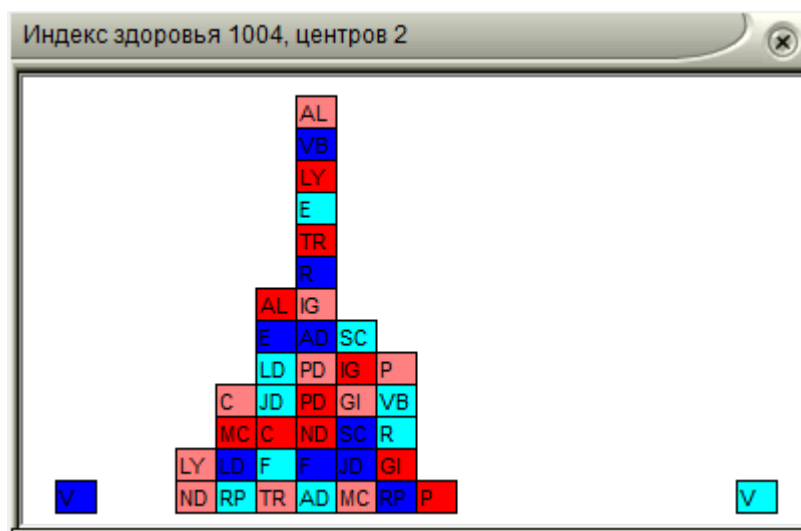 Индекс здоровья 1004, центров 2
AL
VB
LY
E
TR
R
AL IG
E AD SC
LD PD IG P
C JD PD GI VB
MC C ND SC R
LY LD F F JD GI
V ND RP TR AD MC RP P V